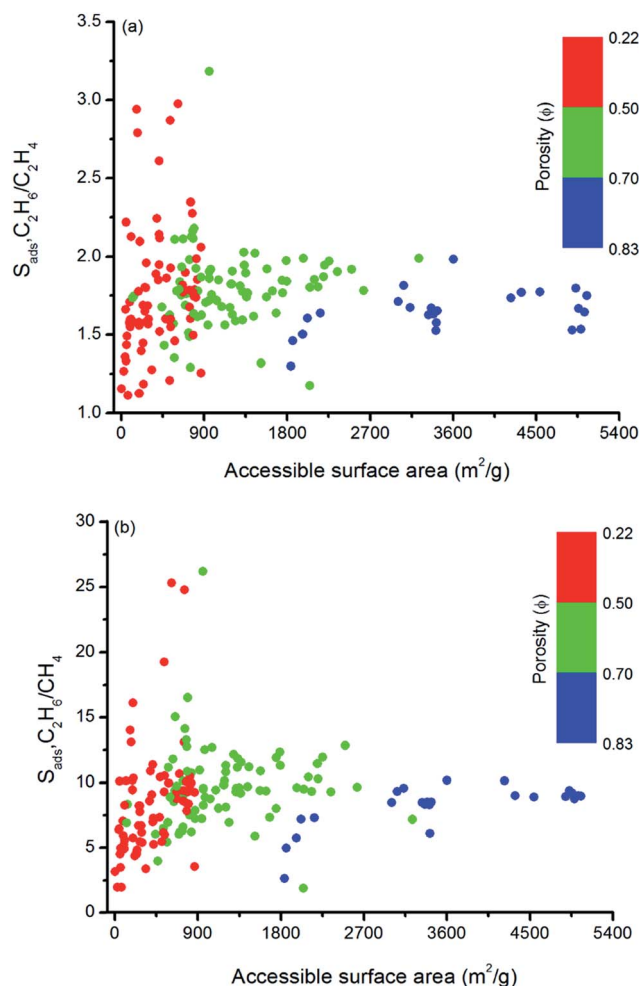 (a)
3.5
3.0
2.5
2.0
1.5
1.0
S_ads, C₂H₆/C₂H₄
0 900 1800 2700 3600 4500 5400
Accessible surface area (m²/g)
Porosity (ϕ)
0.22
0.50
0.70
0.83
(b)
30
25
20
15
10
5
0
S_ads, C₂H₆/CH₄
0 900 1800 2700 3600 4500 5400
Accessible surface area (m²/g)
Porosity (ϕ)
0.22
0.50
0.70
0.83